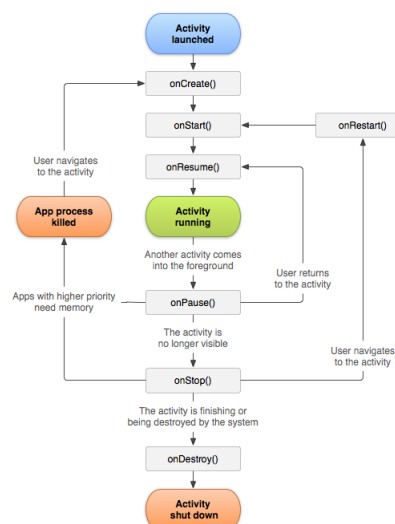 Activity
launched
onCreate()
onStart()
onRestart()
User navigates
to the activity
onResume()
App process
killed
Activity
running
Another activity comes
into the foreground
User returns
to the activity
Apps with higher priority
need memory
onPause()
The activity is
no longer visible
User navigates
to the activity
onStop()
The activity is finishing or
being destroyed by the system
onDestroy()
Activity
shut down